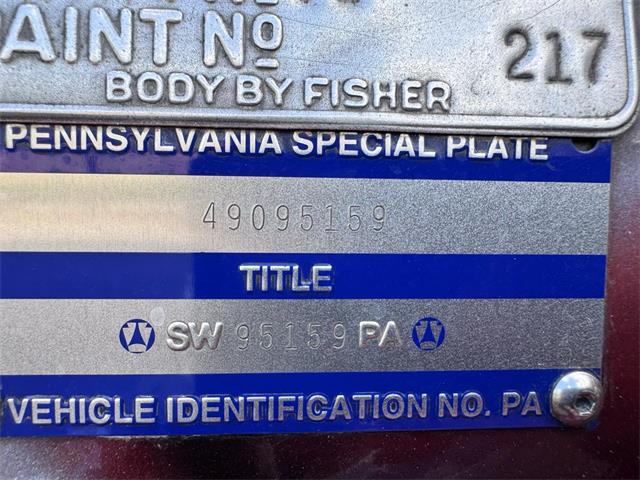 PAINT NO 217
BODY BY FISHER
PENNSYLVANIA SPECIAL PLATE
49095159
TITLE
SW 95159 PA
VEHICLE IDENTIFICATION NO. PA